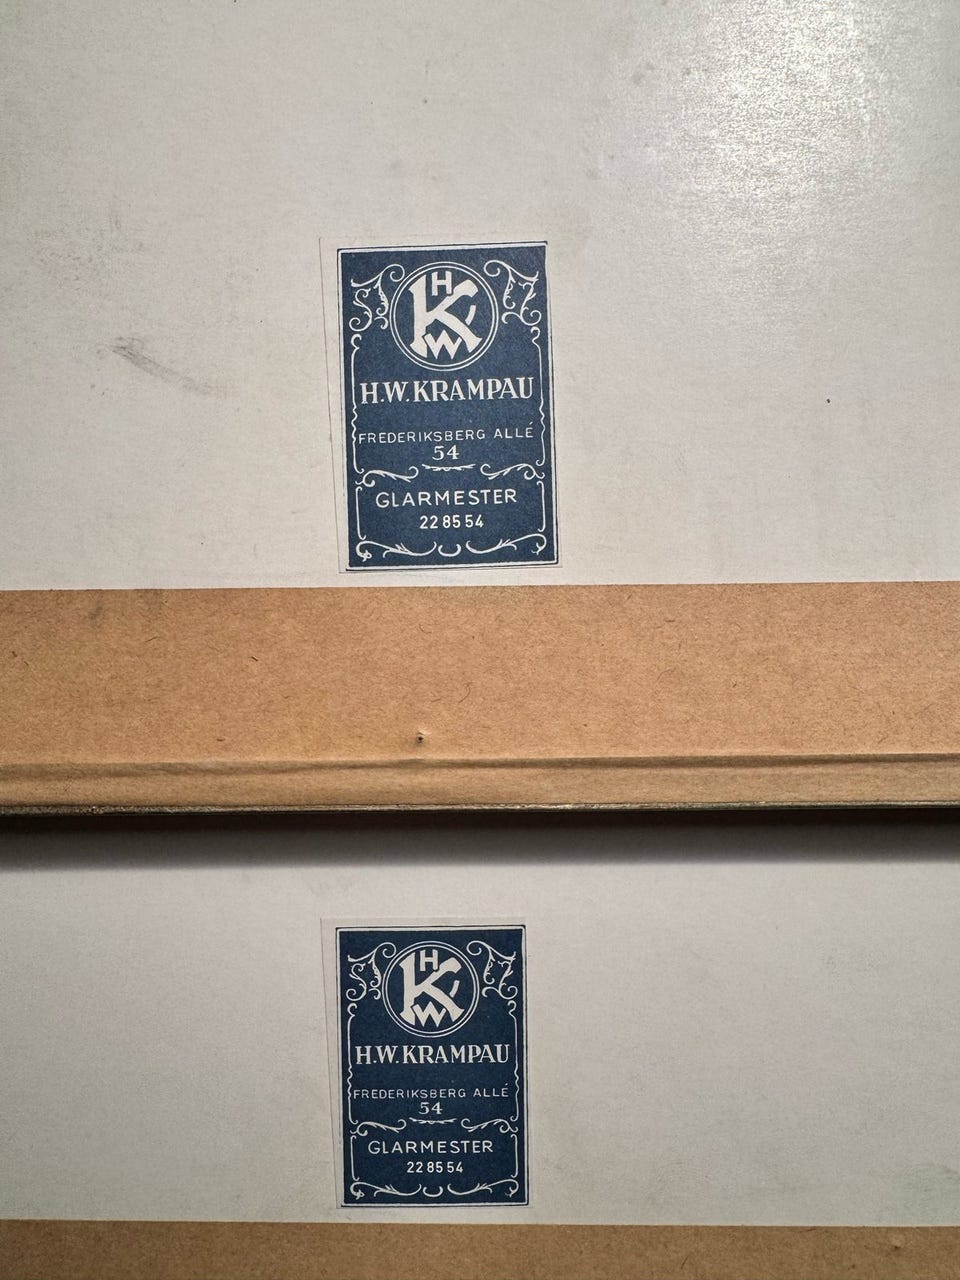 HKW
H.W. KRAMPAU
FREDERIKSBERG ALLÉ
54
GLARMESTER
22 85 54
HKW
H.W. KRAMPAU
FREDERIKSBERG ALLÉ
54
GLARMESTER
22 85 54